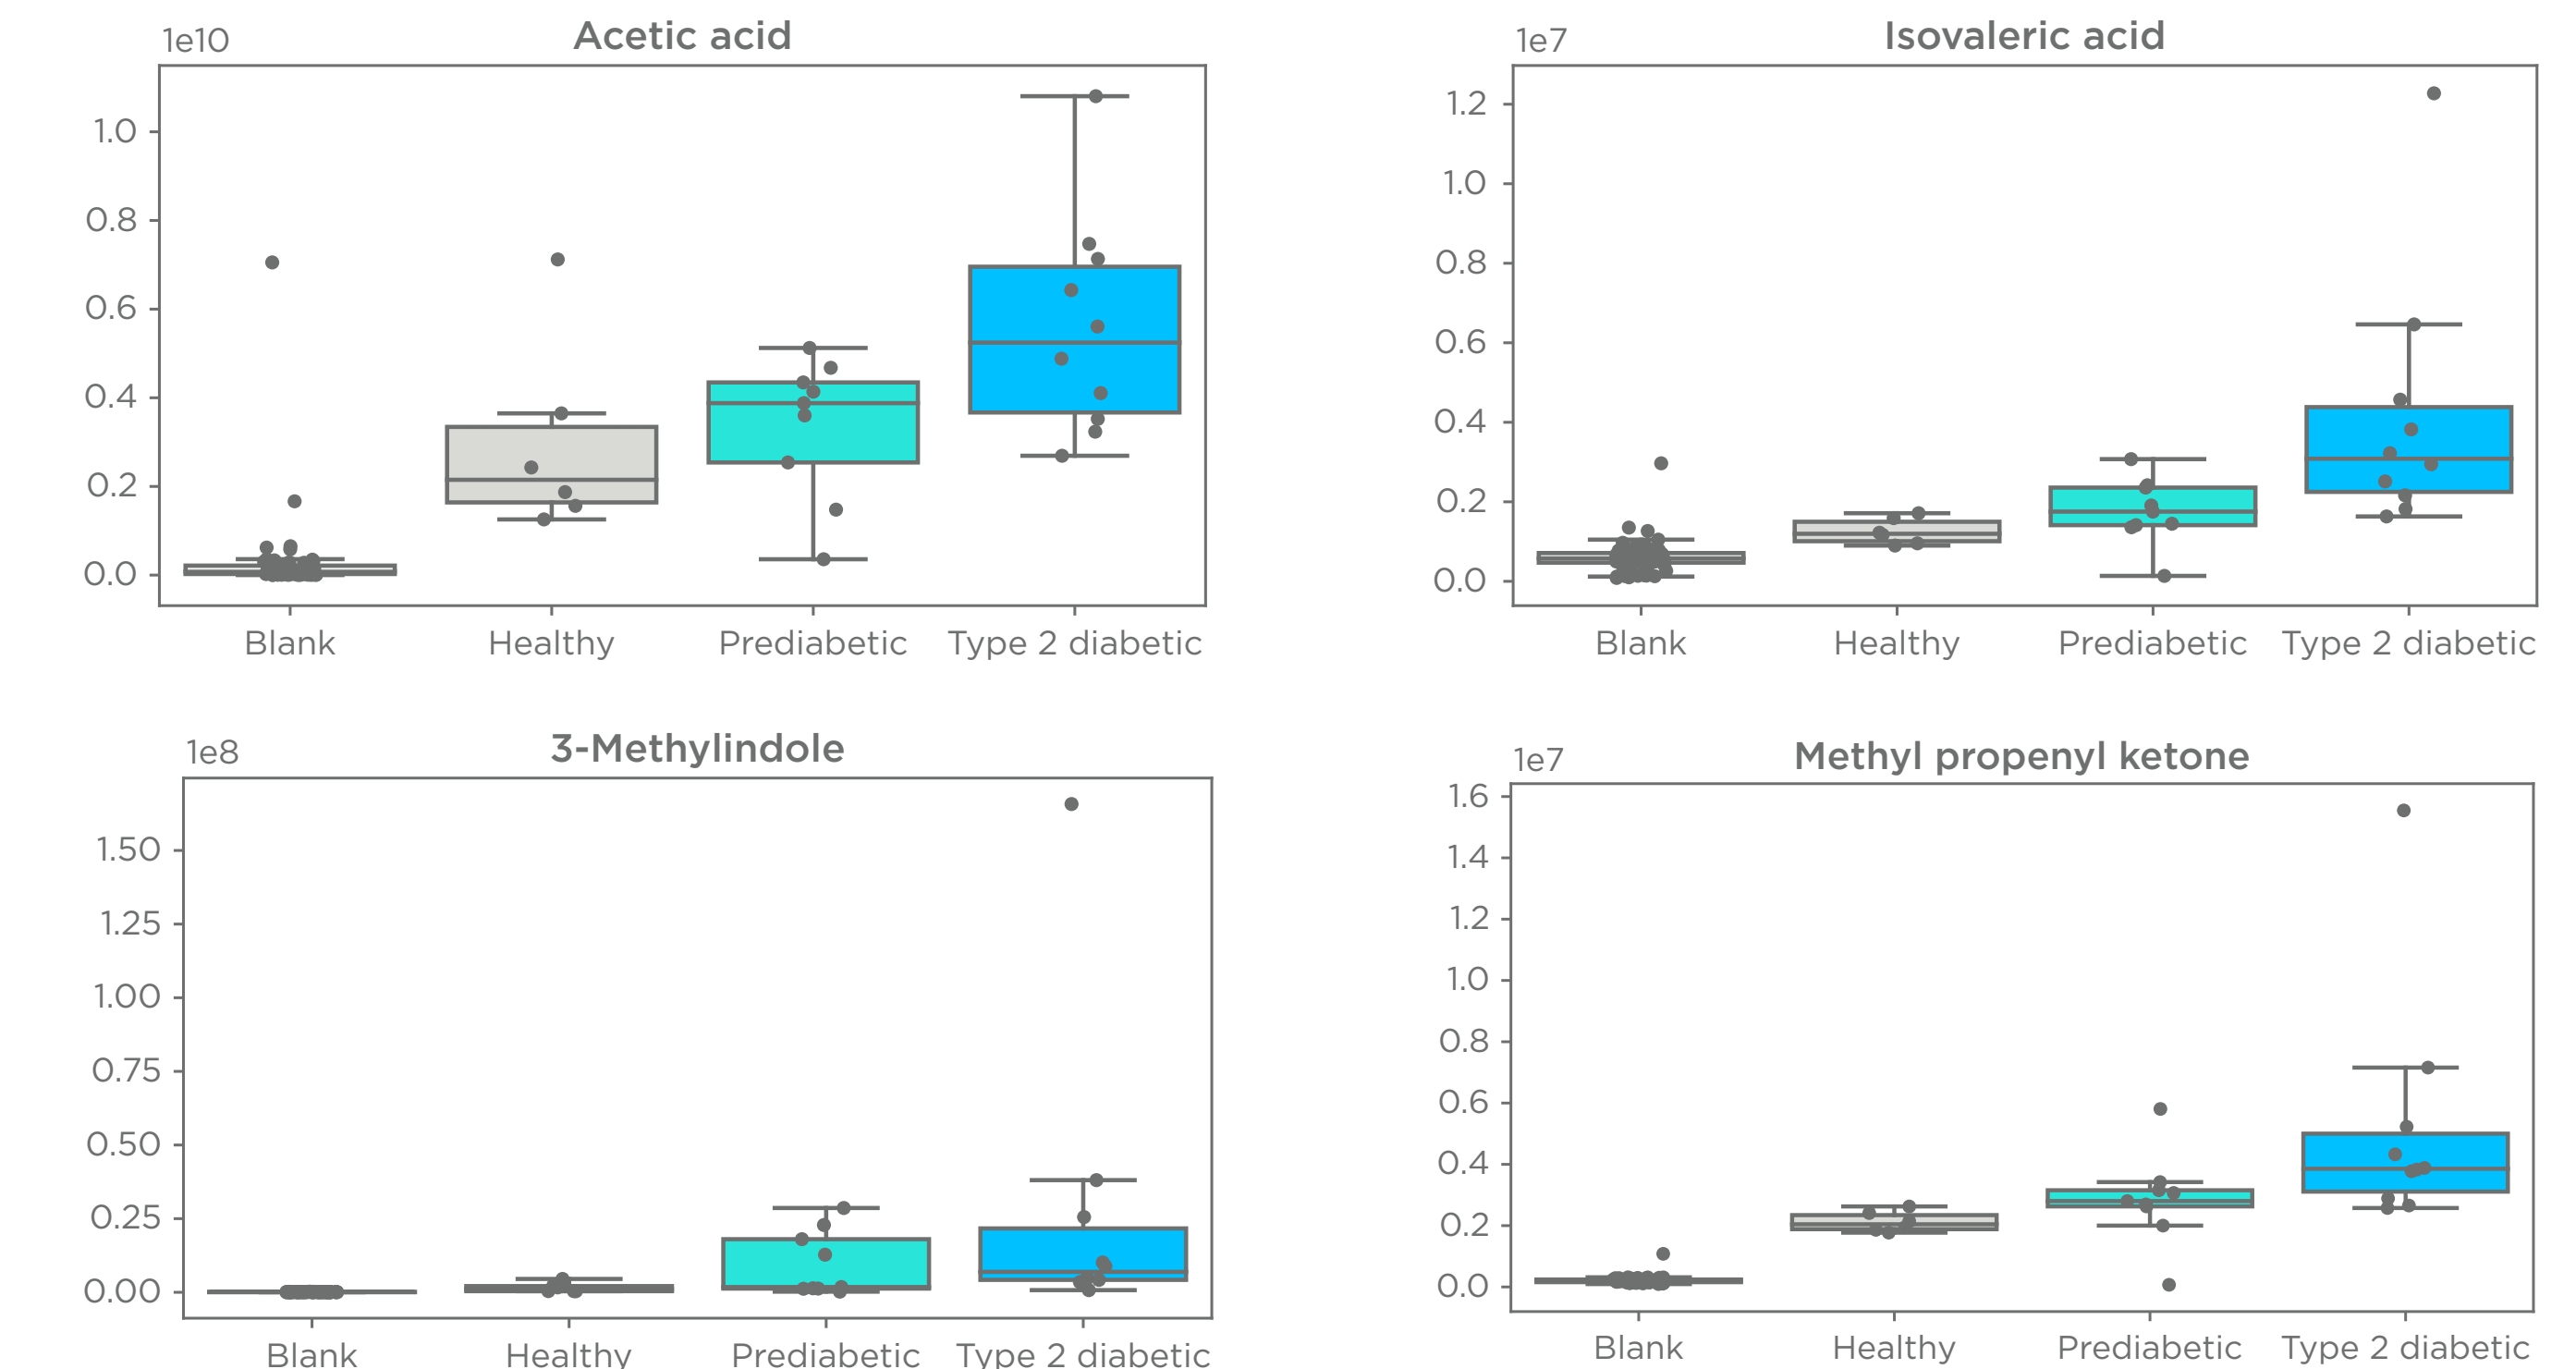 Acetic acid
1e10
1.0
0.8
0.6
0.4
0.2
0.0
Blank Healthy Prediabetic Type 2 diabetic
Isovaleric acid
1e7
1.2
1.0
0.8
0.6
0.4
0.2
0.0
Blank Healthy Prediabetic Type 2 diabetic
3-Methylindole
1e8
1.50
1.25
1.00
0.75
0.50
0.25
0.00
Blank Healthy Prediabetic Type 2 diabetic
Methyl propenyl ketone
1e7
1.6
1.4
1.2
1.0
0.8
0.6
0.4
0.2
0.0
Blank Healthy Prediabetic Type 2 diabetic